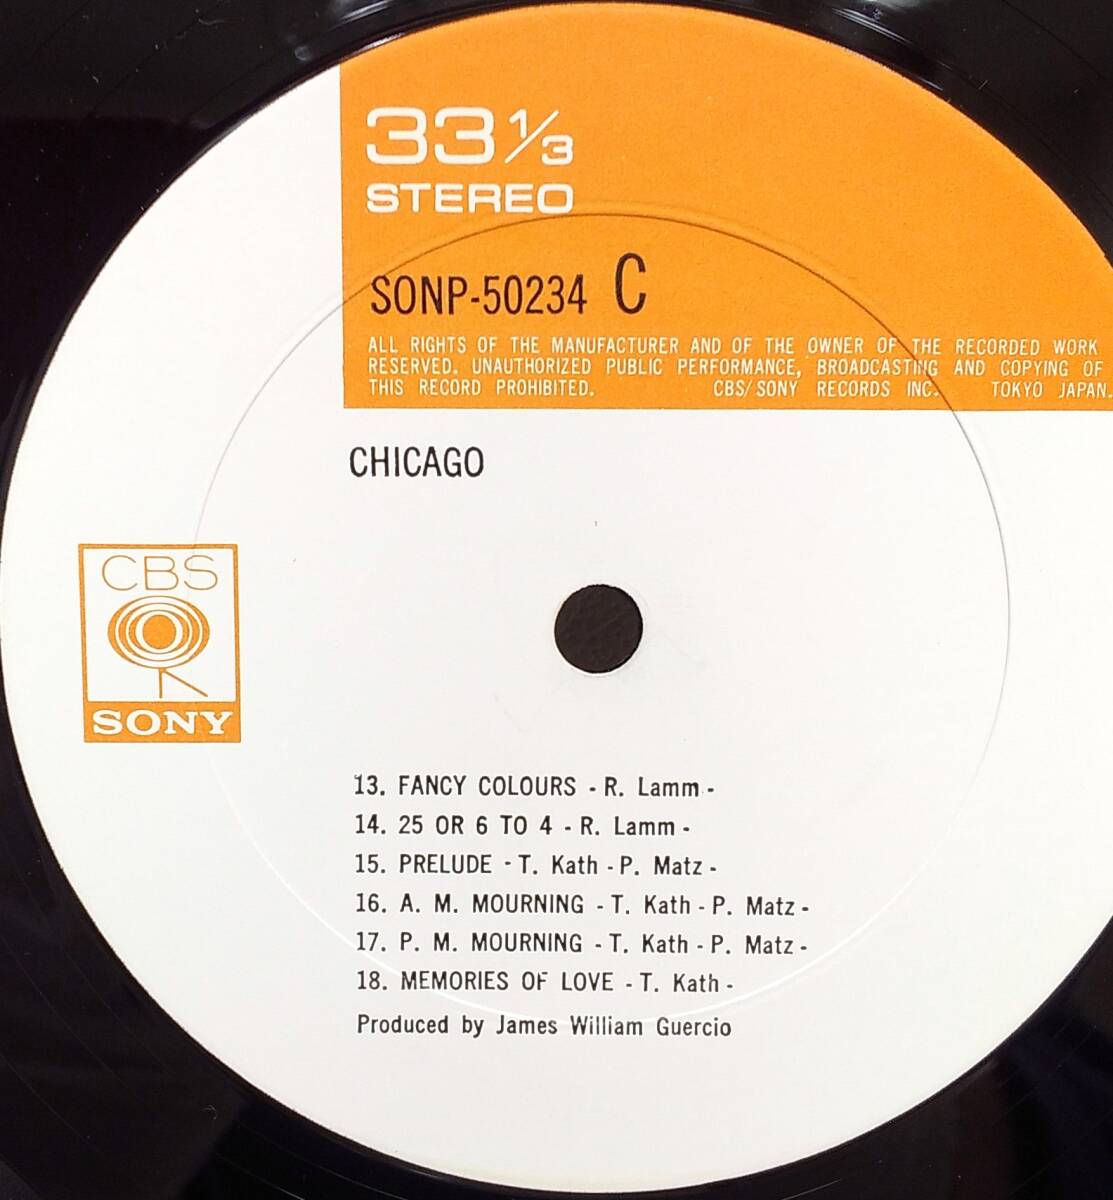 33 1/3
STEREO
SONP-50234 C
ALL RIGHTS OF THE MANUFACTURER AND OF THE OWNER OF THE RECORDED WORK
RESERVED. UNAUTHORIZED PUBLIC PERFORMANCE, BROADCASTING AND COPYING OF
THIS RECORD PROHIBITED. CBS/SONY RECORDS INC. TOKYO JAPAN.
CHICAGO
CBS
SONY
13. FANCY COLOURS - R. Lamm -
14. 25 OR 6 TO 4 - R. Lamm -
15. PRELUDE - T. Kath - P. Matz -
16. A. M. MOURNING - T. Kath - P. Matz -
17. P. M. MOURNING - T. Kath - P. Matz -
18. MEMORIES OF LOVE - T. Kath -
Produced by James William Guercio